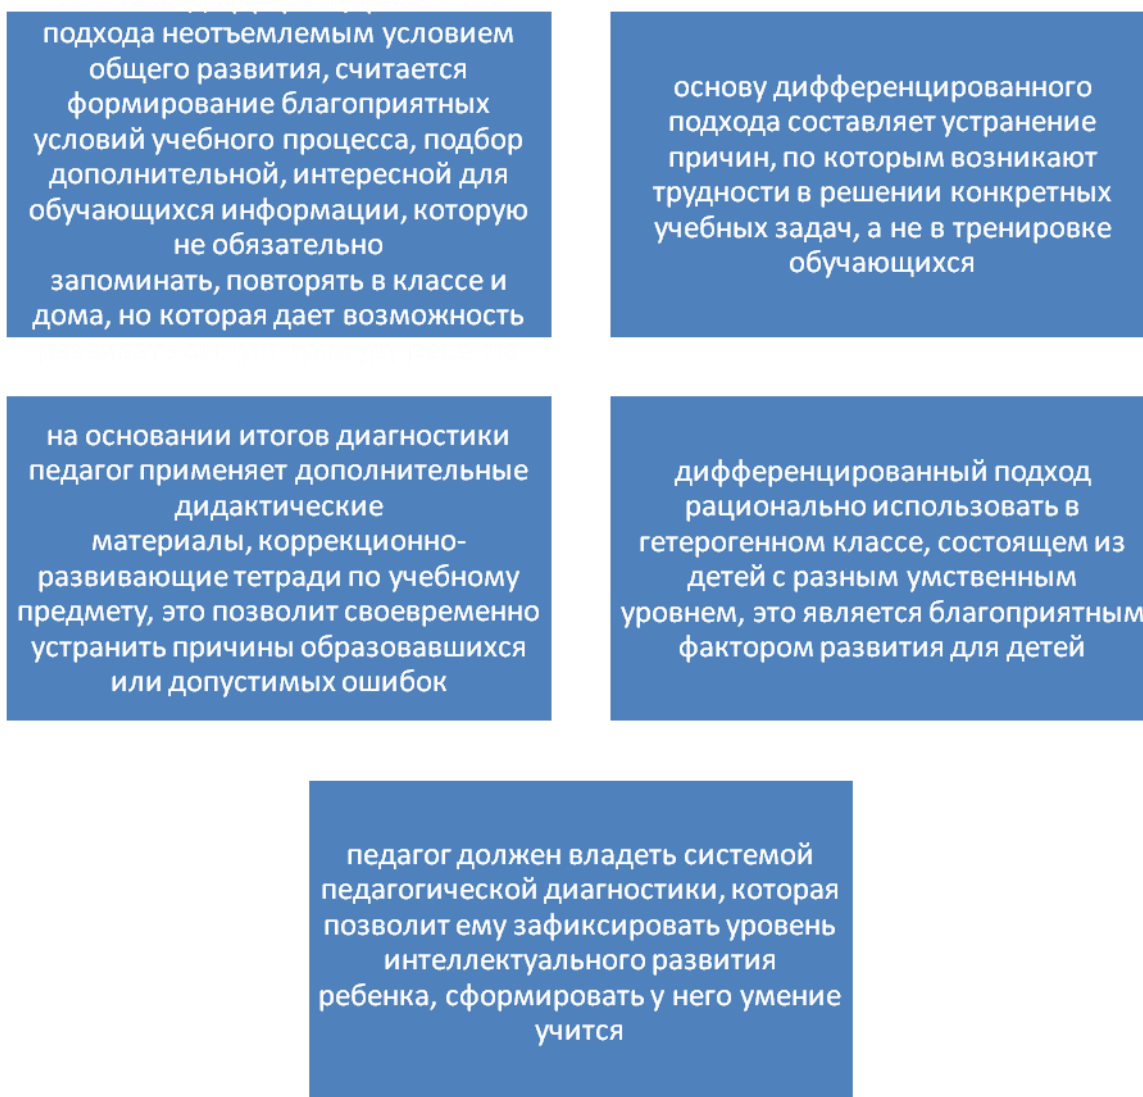 подхода неотъемлемым условием
общего развития, считается
формирование благоприятных
условий учебного процесса, подбор
дополнительной, интересной для
обучающихся информации, которую
не обязательно
запоминать, повторять в классе и
дома, но которая дает возможность
основу дифференцированного
подхода составляет устранение
причин, по которым возникают
трудности в решении конкретных
учебных задач, а не в тренировке
обучающихся
на основании итогов диагностики
педагог применяет дополнительные
дидактические
материалы, коррекционно-
развивающие тетради по учебному
предмету, это позволит своевременно
устранить причины образовавшихся
или допустимых ошибок
дифференцированный подход
рационально использовать в
гетерогенном классе, состоящем из
детей с разным умственным
уровнем, это является благоприятным
фактором развития для детей
педагог должен владеть системой
педагогической диагностики, которая
позволит ему зафиксировать уровень
интеллектуального развития
ребенка, сформировать у него умение
учится